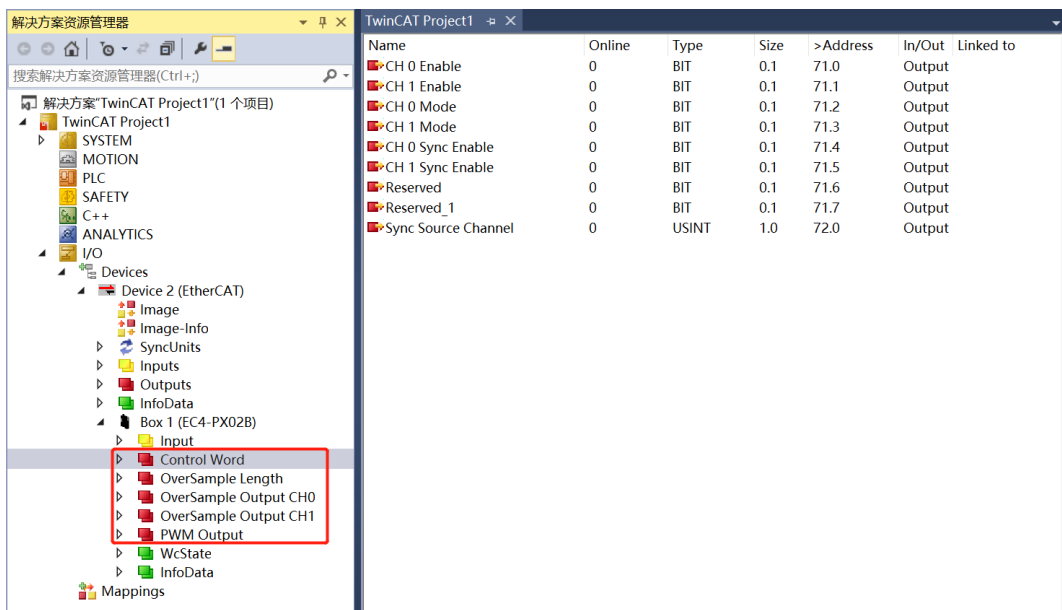 解决方案资源管理器
搜索解决方案资源管理器(Ctrl+;)
解决方案"TwinCAT Project1"(1 个项目)
TwinCAT Project1
SYSTEM
MOTION
PLC
SAFETY
C++
ANALYTICS
I/O
Devices
Device 2 (EtherCAT)
Image
Image-Info
SyncUnits
Inputs
Outputs
InfoData
Box 1 (EC4-PX02B)
Input
Control Word
OverSample Length
OverSample Output CH0
OverSample Output CH1
PWM Output
WcState
InfoData
Mappings
TwinCAT Project1
Name Online Type Size >Address In/Out Linked to
CH 0 Enable 0 BIT 0.1 71.0 Output
CH 1 Enable 0 BIT 0.1 71.1 Output
CH 0 Mode 0 BIT 0.1 71.2 Output
CH 1 Mode 0 BIT 0.1 71.3 Output
CH 0 Sync Enable 0 BIT 0.1 71.4 Output
CH 1 Sync Enable 0 BIT 0.1 71.5 Output
Reserved 0 BIT 0.1 71.6 Output
Reserved_1 0 BIT 0.1 71.7 Output
Sync Source Channel 0 USINT 1.0 72.0 Output